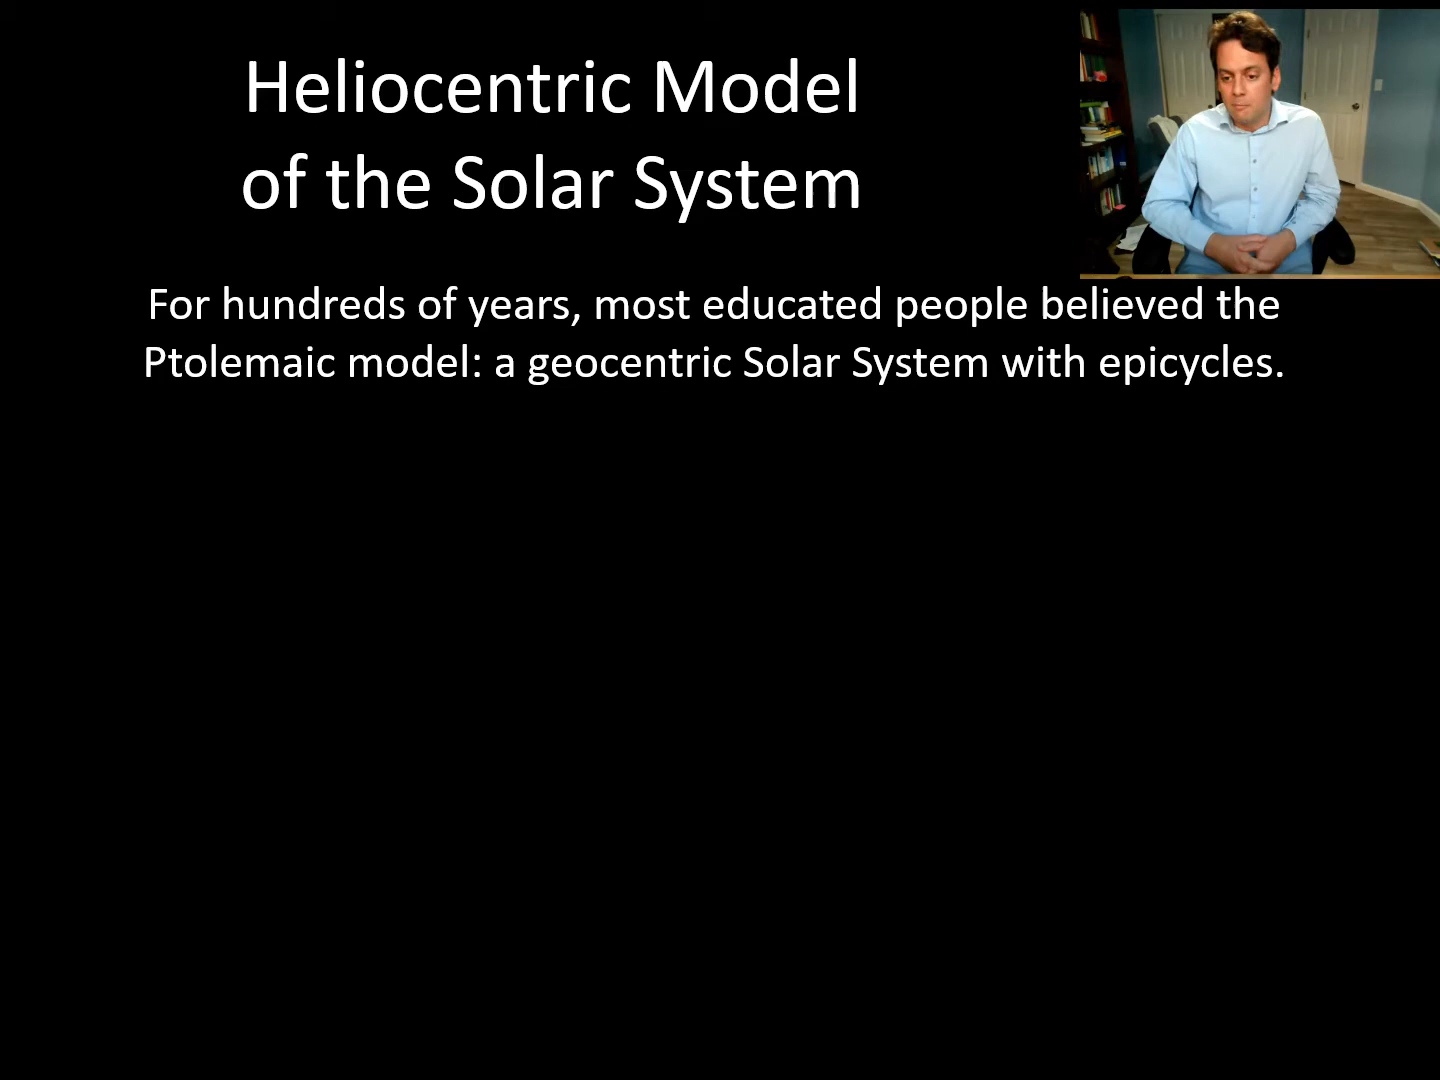 Heliocentric Model
of the Solar System
For hundreds of years, most educated people believed the
Ptolemaic model: a geocentric Solar System with epicycles.